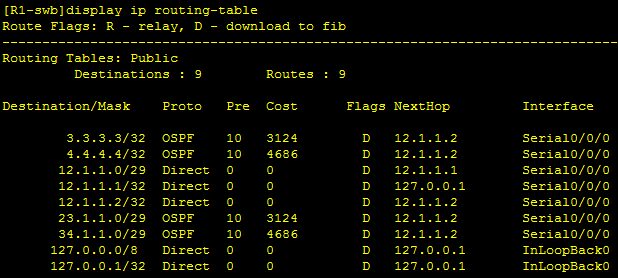 [R1-swb]display ip routing-table
Route Flags: R - relay, D - download to fib
------------------------------------------------------------------------------
Routing Tables: Public
         Destinations : 9        Routes : 9

Destination/Mask    Proto  Pre  Cost      Flags NextHop         Interface

        3.3.3.3/32  OSPF   10   3124        D   12.1.1.2        Serial0/0/0
        4.4.4.4/32  OSPF   10   4686        D   12.1.1.2        Serial0/0/0
       12.1.1.0/29  Direct 0    0           D   12.1.1.1        Serial0/0/0
       12.1.1.1/32  Direct 0    0           D   127.0.0.1       Serial0/0/0
       12.1.1.2/32  Direct 0    0           D   12.1.1.2        Serial0/0/0
       23.1.1.0/29  OSPF   10   3124        D   12.1.1.2        Serial0/0/0
       34.1.1.0/29  OSPF   10   4686        D   12.1.1.2        Serial0/0/0
      127.0.0.0/8   Direct 0    0           D   127.0.0.1       InLoopBack0
      127.0.0.1/32  Direct 0    0           D   127.0.0.1       InLoopBack0